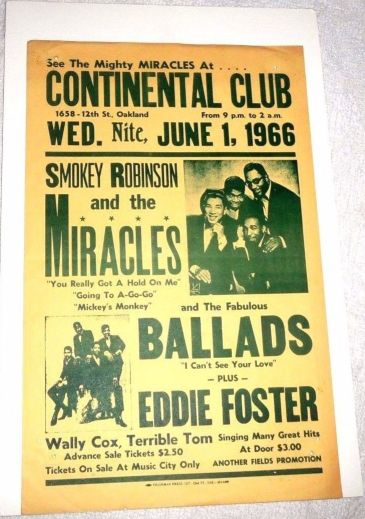 See The Mighty MIRACLES At . . . .
CONTINENTAL CLUB
1658 - 12th St., Oakland From 9 p.m. to 2 a.m.
WED. Nite, JUNE 1, 1966
SMOKEY ROBINSON
and the
MIRACLES
"You Really Got A Hold On Me"
"Going To A-Go-Go"
"Mickey's Monkey"
and The Fabulous
BALLADS
"I Can't See Your Love"
— PLUS —
EDDIE FOSTER
Wally Cox, Terrible Tom Singing Many Great Hits
Advance Sale Tickets $2.50 At Door $3.00
Tickets On Sale At Music City Only ANOTHER FIELDS PROMOTION